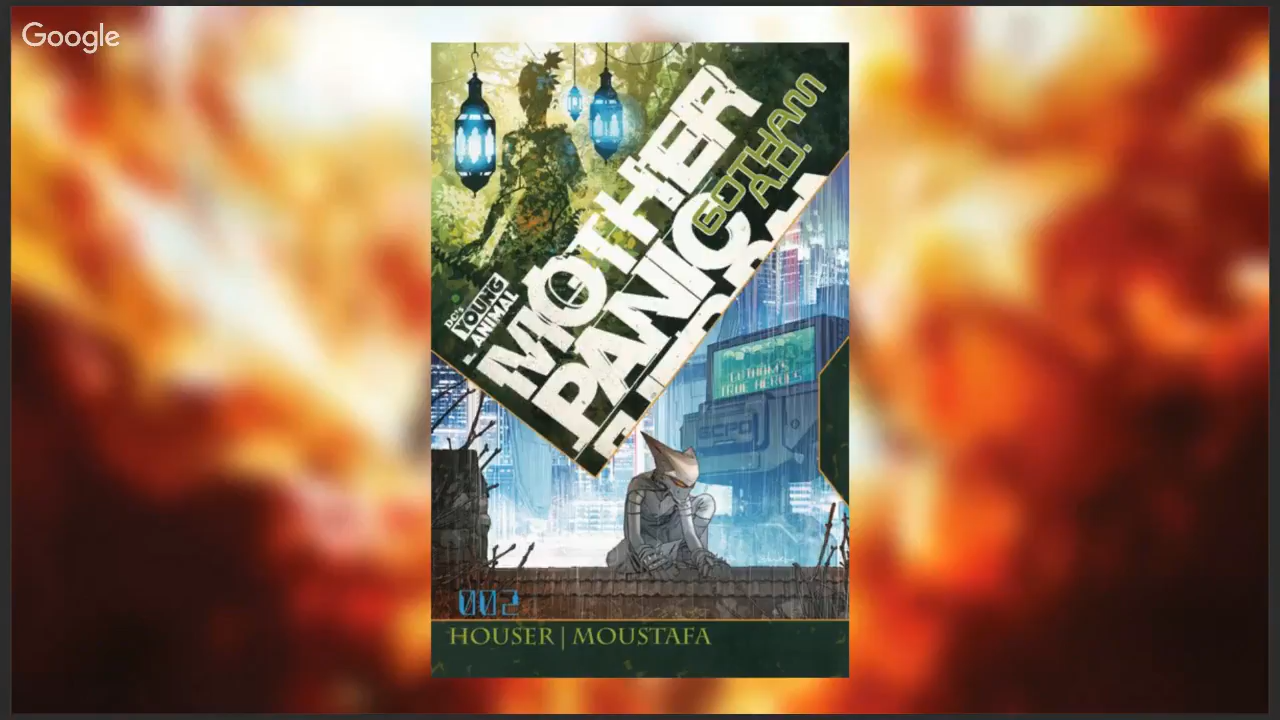 Google
MOTHER
PANIC
GOTHAM
A.D.
DC's
YOUNG
ANIMAL
GOTHAM'S
TRUE HEROES
GCPD
002
HOUSER | MOUSTAFA